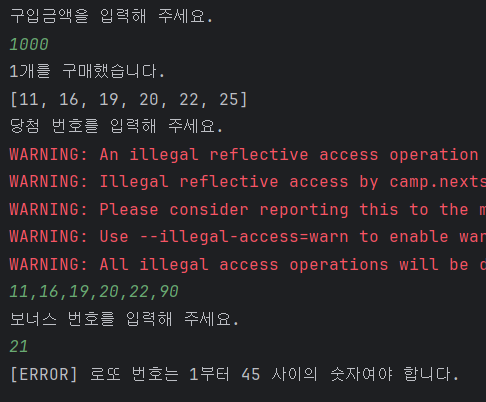 구입금액을 입력해 주세요.
1000
1개를 구매했습니다.
[11, 16, 19, 20, 22, 25]
당첨 번호를 입력해 주세요.
WARNING: An illegal reflective access operation
WARNING: Illegal reflective access by camp.nexts
WARNING: Please consider reporting this to the m
WARNING: Use --illegal-access=warn to enable war
WARNING: All illegal access operations will be d
11,16,19,20,22,90
보너스 번호를 입력해 주세요.
21
[ERROR] 로또 번호는 1부터 45 사이의 숫자여야 합니다.